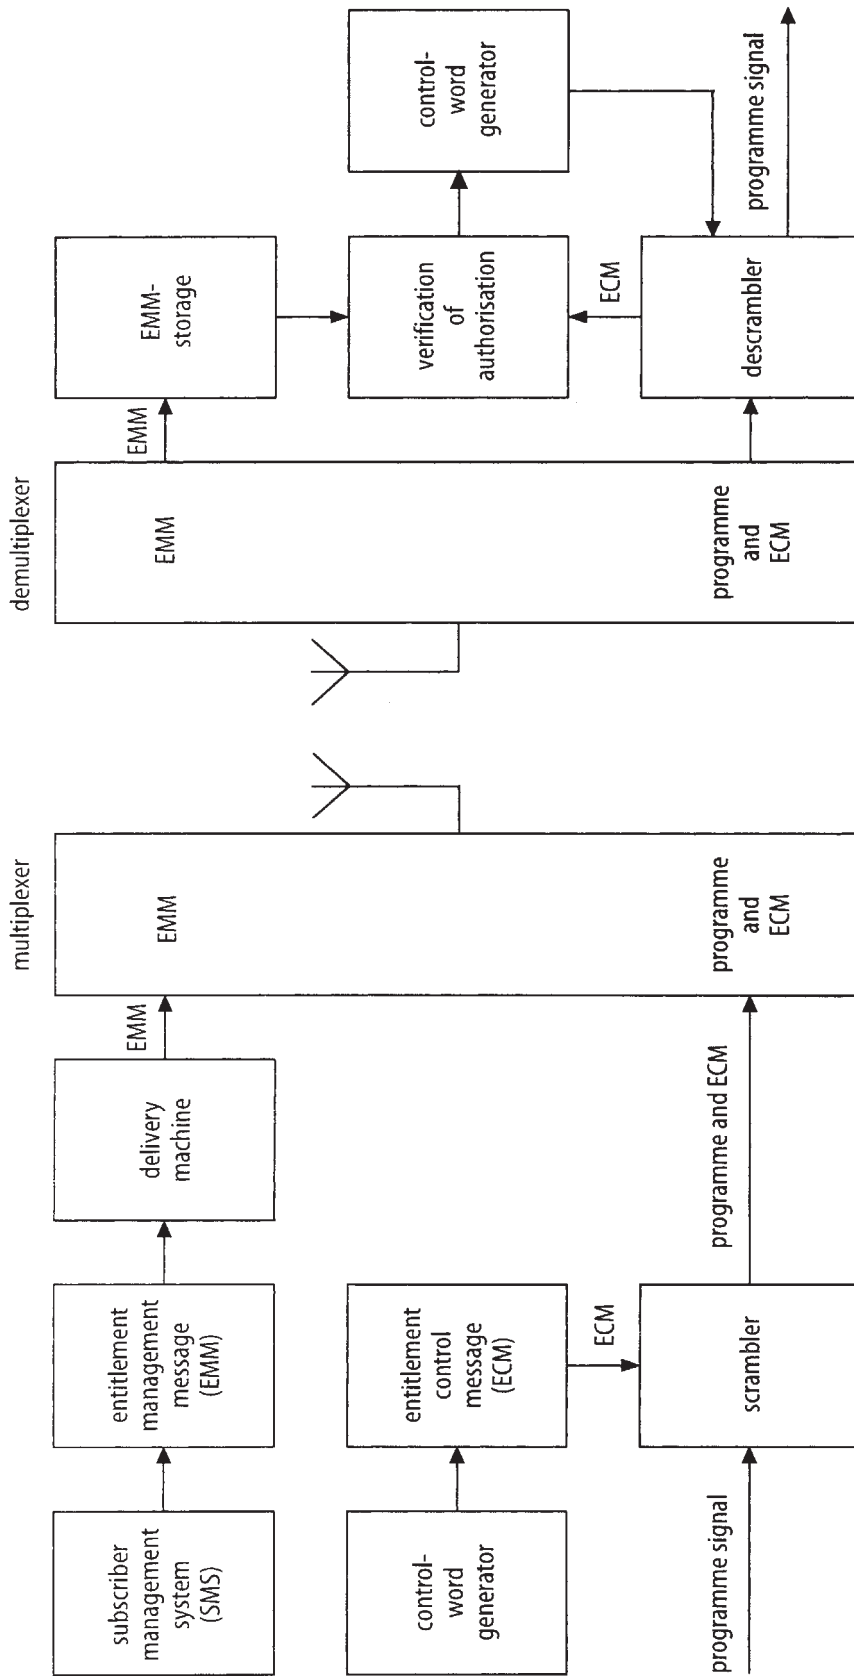 multiplexer
demultiplexer
subscriber
management
system
(SMS)
entitlement
management
message
(EMM)
delivery
machine
EMM
EMM
EMM
EMM
EMM-
storage
control-
word
generator
entitlement
control
message
(ECM)
verification
of
authorisation
control-
word
generator
ECM
ECM
programme signal
scrambler
programme and ECM
programme
and
ECM
programme
and
ECM
descrambler
programme signal